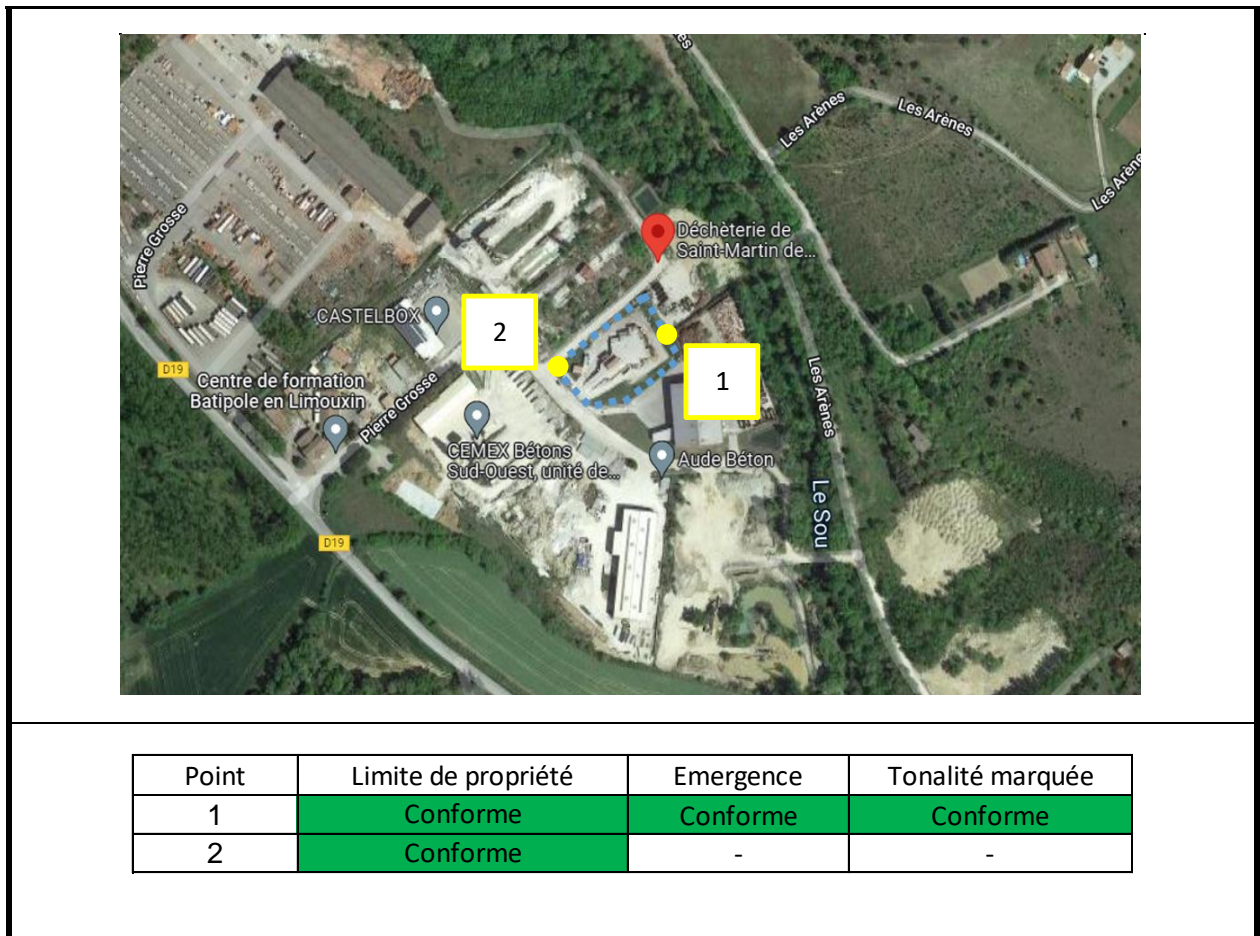 Les Arènes
Les Arènes
Les
Pierre Grosse
Déchèterie de
Saint-Martin de...
CASTELBOX
2
D19
Centre de formation
Batipole en Limouxin
1
Pierre Grosse
Les Arènes
CEMEX Bétons
Sud-Ouest, unité de...
Aude Béton
Le Sou
D19
Point Limite de propriété Emergence Tonalité marquée
1 Conforme Conforme Conforme
2 Conforme - -